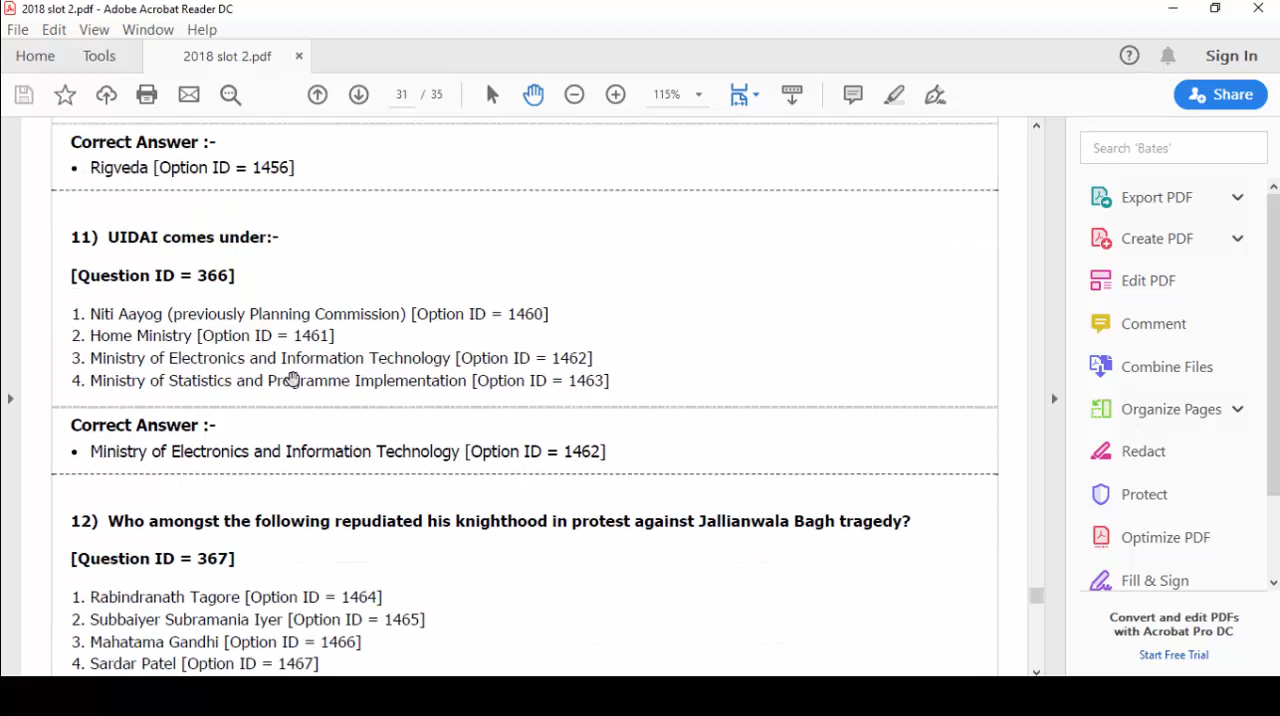 2018 slot 2.pdf - Adobe Acrobat Reader DC
File Edit View Window Help
Home Tools 2018 slot 2.pdf ×
Sign In
31 / 35 115% Share
Correct Answer :-
• Rigveda [Option ID = 1456]
11) UIDAI comes under:-
[Question ID = 366]
1. Niti Aayog (previously Planning Commission) [Option ID = 1460]
2. Home Ministry [Option ID = 1461]
3. Ministry of Electronics and Information Technology [Option ID = 1462]
4. Ministry of Statistics and Programme Implementation [Option ID = 1463]
Correct Answer :-
• Ministry of Electronics and Information Technology [Option ID = 1462]
12) Who amongst the following repudiated his knighthood in protest against Jallianwala Bagh tragedy?
[Question ID = 367]
1. Rabindranath Tagore [Option ID = 1464]
2. Subbaiyer Subramania Iyer [Option ID = 1465]
3. Mahatama Gandhi [Option ID = 1466]
4. Sardar Patel [Option ID = 1467]
Search 'Bates'
Export PDF
Create PDF
Edit PDF
Comment
Combine Files
Organize Pages
Redact
Protect
Optimize PDF
Fill & Sign
Convert and edit PDFs
with Acrobat Pro DC
Start Free Trial